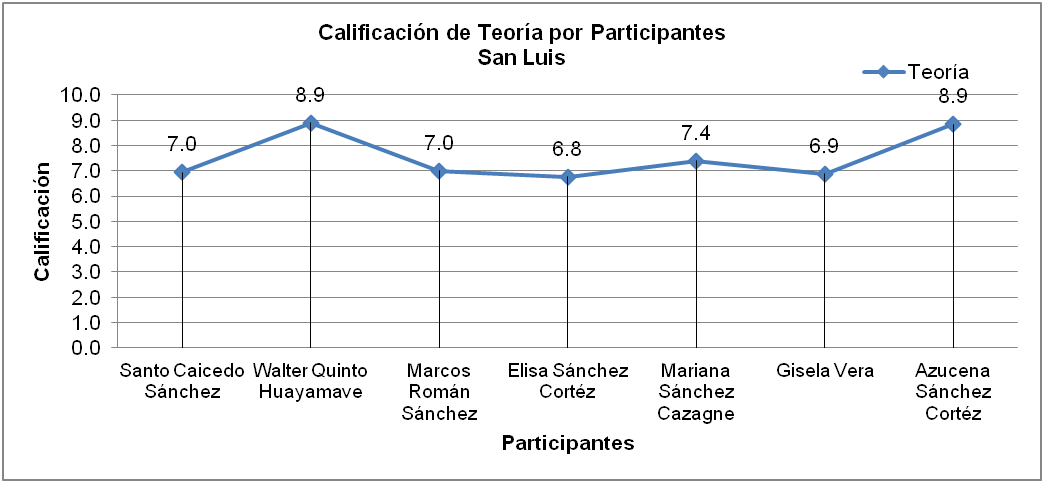 Calificación de Teoría por Participantes
San Luis
Teoría
10.0
9.0
8.0
7.0
6.0
5.0
4.0
3.0
2.0
1.0
0.0
Calificación
7.0
8.9
7.0
6.8
7.4
6.9
8.9
Santo Caicedo
Sánchez
Walter Quinto
Huayamave
Marcos
Román
Sánchez
Elisa Sánchez
Cortéz
Mariana
Sánchez
Cazagne
Gisela Vera
Azucena
Sánchez
Cortéz
Participantes